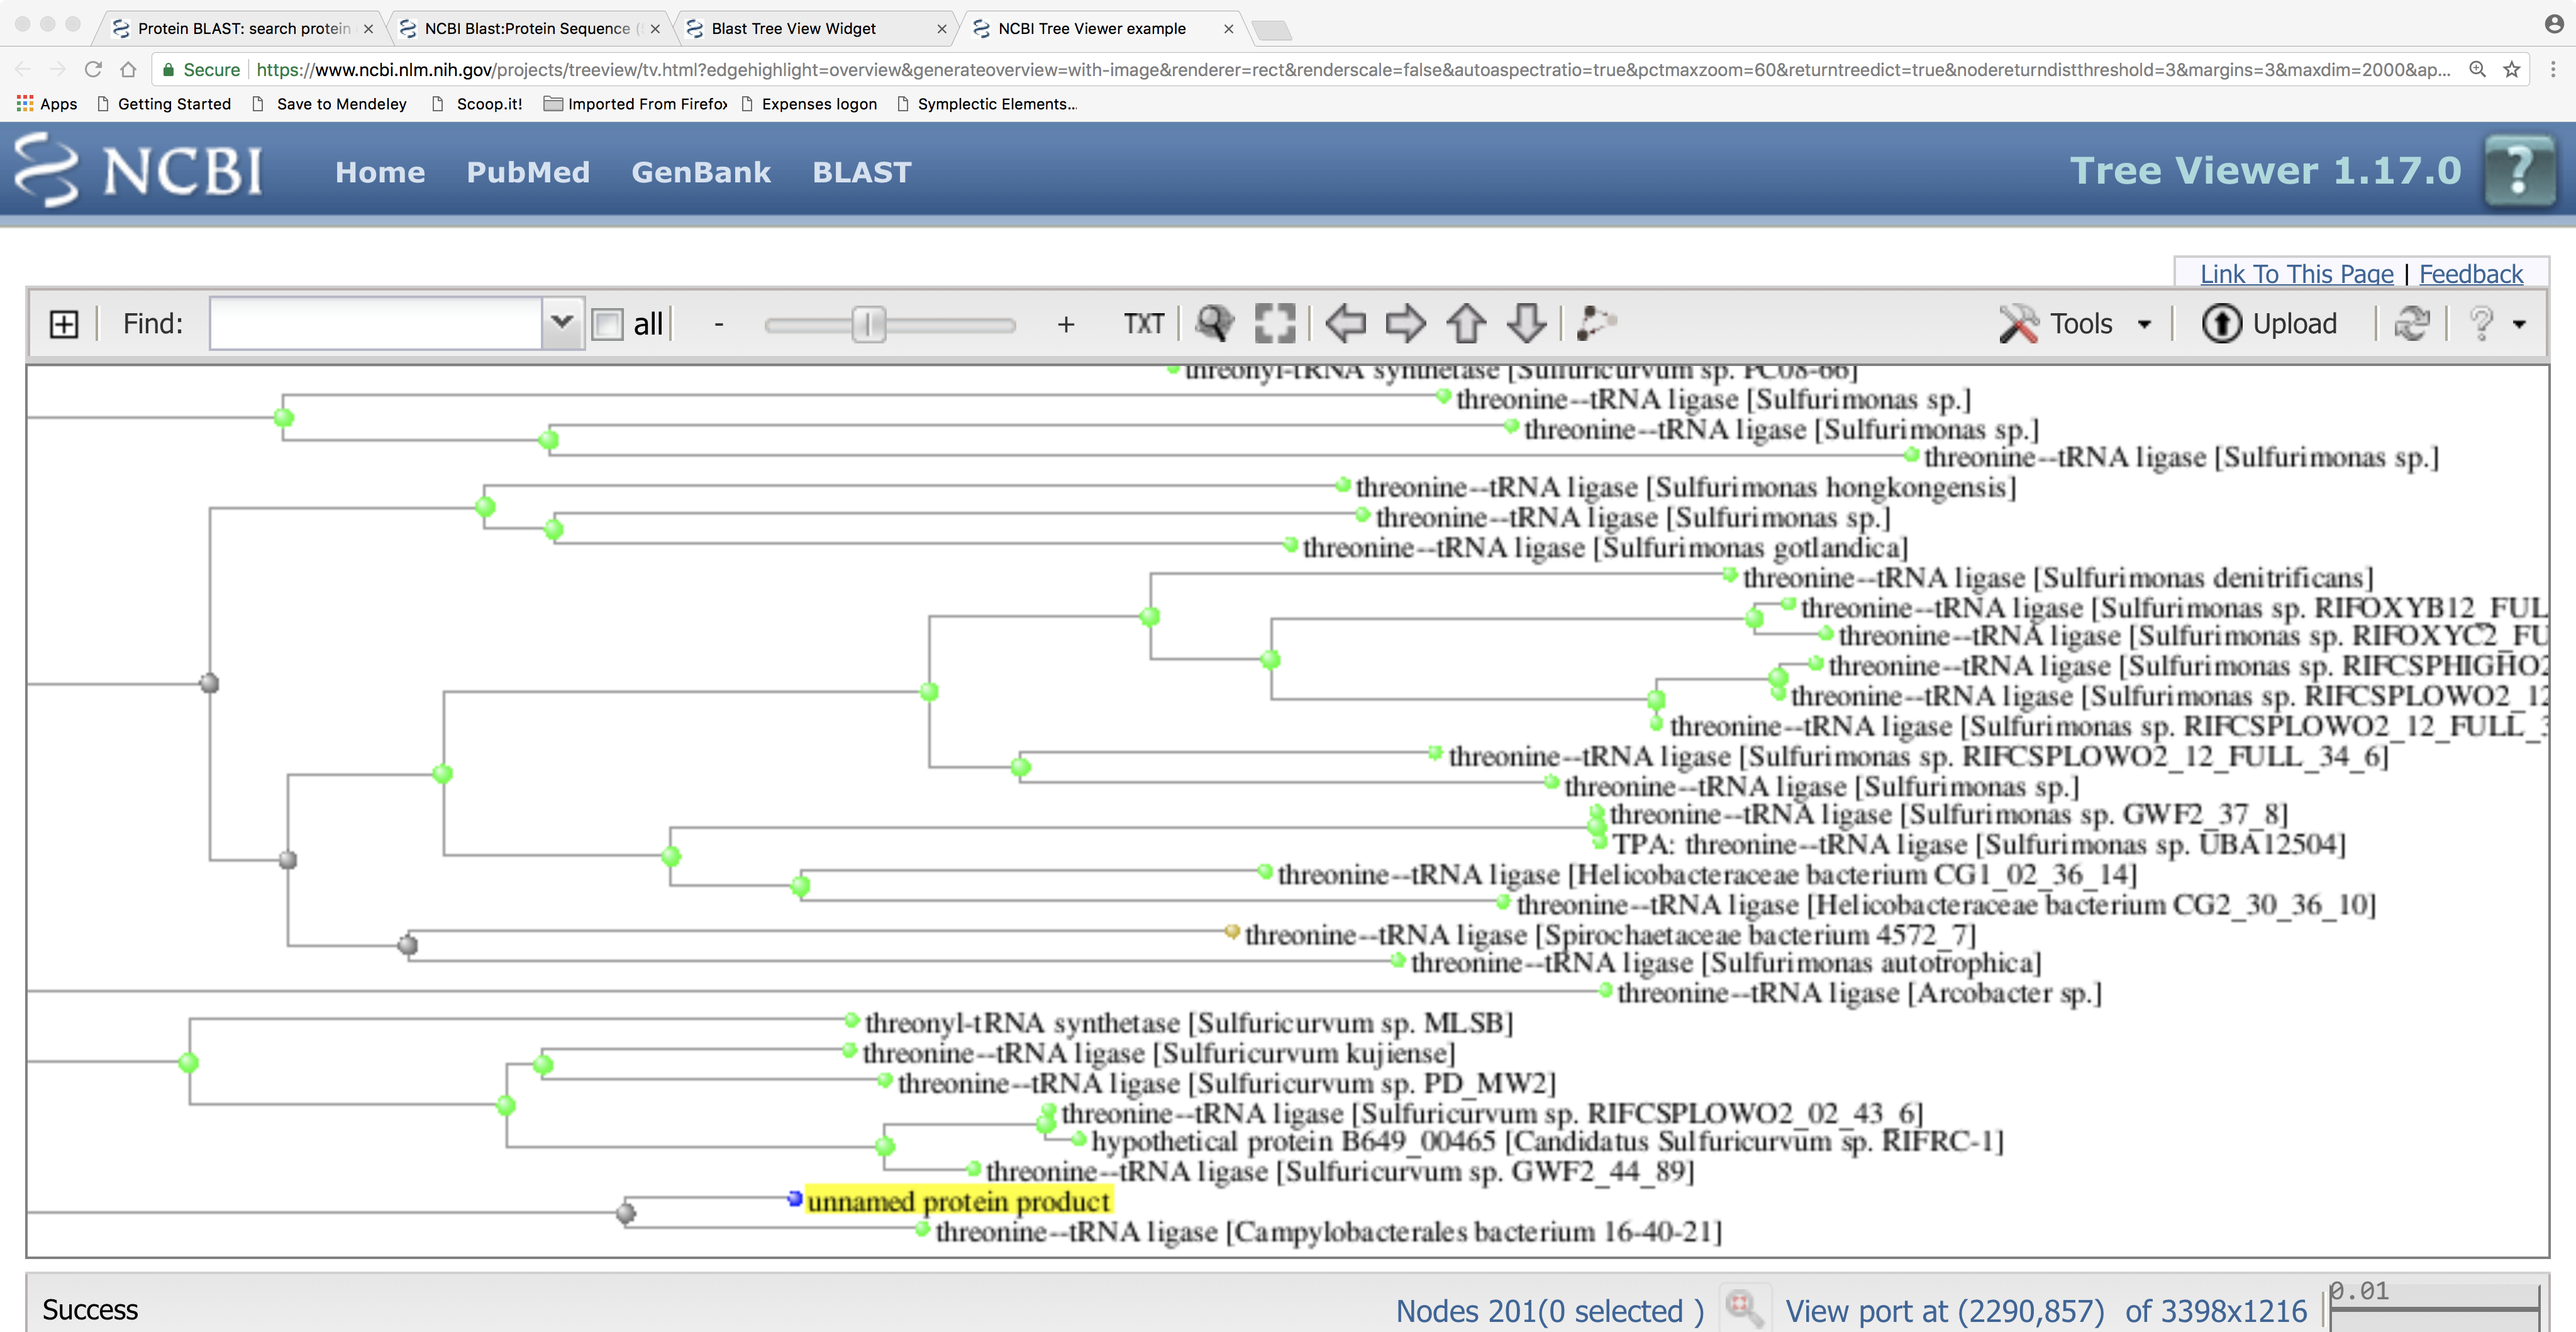 Protein BLAST: search protein
NCBI Blast:Protein Sequence (
Blast Tree View Widget
NCBI Tree Viewer example
Secure https://www.ncbi.nlm.nih.gov/projects/treeview/tv.html?edgehighlight=overview&generateoverview=with-image&renderer=rect&renderscale=false&autoaspectratio=true&pctmaxzoom=60&returntreedict=true&nodereturndistthreshold=3&margins=3&maxdim=2000&ap...
Apps Getting Started Save to Mendeley Scoop.it! Imported From Firefo Expenses logon Symplectic Elements...
NCBI Home PubMed GenBank BLAST Tree Viewer 1.17.0 ?
Link To This Page | Feedback
Find: all - + TXT Tools Upload ?
threonyl-tRNA synthetase [Sulfuricurvum sp. PC08-66]
threonine--tRNA ligase [Sulfurimonas sp.]
threonine--tRNA ligase [Sulfurimonas sp.]
threonine--tRNA ligase [Sulfurimonas sp.]
threonine--tRNA ligase [Sulfurimonas hongkongensis]
threonine--tRNA ligase [Sulfurimonas sp.]
threonine--tRNA ligase [Sulfurimonas gotlandica]
threonine--tRNA ligase [Sulfurimonas denitrificans]
threonine--tRNA ligase [Sulfurimonas sp. RIFOXYB12_FUL
threonine--tRNA ligase [Sulfurimonas sp. RIFOXYC2_FU
threonine--tRNA ligase [Sulfurimonas sp. RIFCSPHIGHO2
threonine--tRNA ligase [Sulfurimonas sp. RIFCSPLOWO2_12
threonine--tRNA ligase [Sulfurimonas sp. RIFCSPLOWO2_12_FULL_3
threonine--tRNA ligase [Sulfurimonas sp. RIFCSPLOWO2_12_FULL_34_6]
threonine--tRNA ligase [Sulfurimonas sp.]
threonine--tRNA ligase [Sulfurimonas sp. GWF2_37_8]
TPA: threonine--tRNA ligase [Sulfurimonas sp. UBA12504]
threonine--tRNA ligase [Helicobacteraceae bacterium CG1_02_36_14]
threonine--tRNA ligase [Helicobacteraceae bacterium CG2_30_36_10]
threonine--tRNA ligase [Spirochaetaceae bacterium 4572_7]
threonine--tRNA ligase [Sulfurimonas autotrophica]
threonine--tRNA ligase [Arcobacter sp.]
threonyl-tRNA synthetase [Sulfuricurvum sp. MLSB]
threonine--tRNA ligase [Sulfuricurvum kujiense]
threonine--tRNA ligase [Sulfuricurvum sp. PD_MW2]
threonine--tRNA ligase [Sulfuricurvum sp. RIFCSPLOWO2_02_43_6]
hypothetical protein B649_00465 [Candidatus Sulfuricurvum sp. RIFRC-1]
threonine--tRNA ligase [Sulfuricurvum sp. GWF2_44_89]
unnamed protein product
threonine--tRNA ligase [Campylobacterales bacterium 16-40-21]
Success Nodes 201(0 selected ) View port at (2290,857) of 3398x1216 0.01